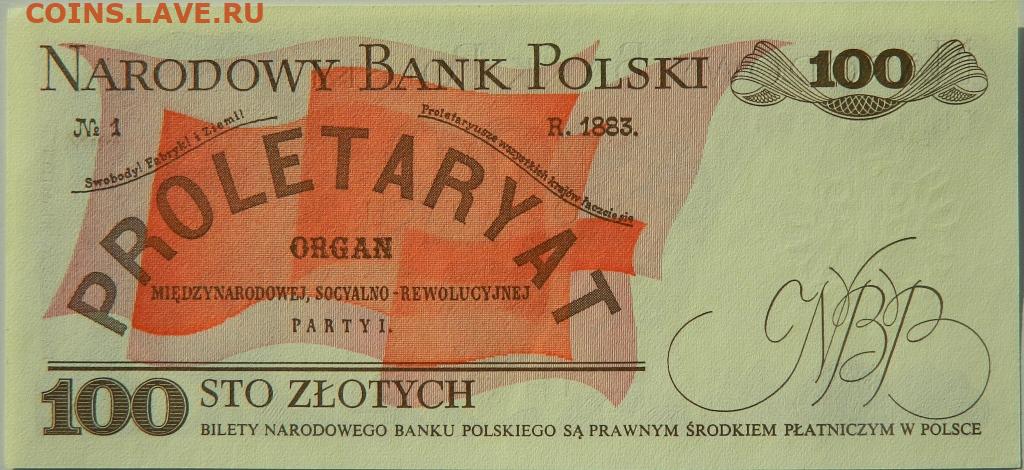 COINS.LAVE.RU
NARODOWY BANK POLSKI
100
№ 1
Swobody! Fabryk! i Ziemi!
Proletaryusze wszystkich krajów łączcie się
R. 1883.
PROLETARYAT
ORGAN
MIĘDZYNARODOWEJ, SOCYALNO-REWOLUCYJNEJ
PARTYI.
NBP
100 STO ZŁOTYCH
BILETY NARODOWEGO BANKU POLSKIEGO SĄ PRAWNYM ŚRODKIEM PŁATNICZYM W POLSCE